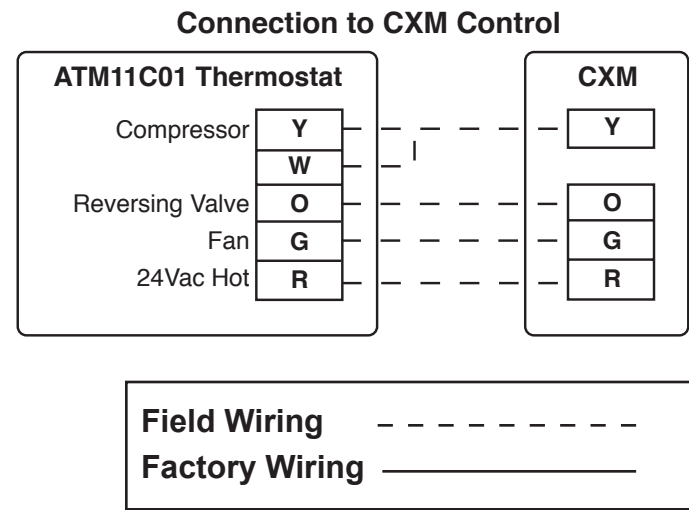 Connection to CXM Control
ATM11C01 Thermostat CXM
Compressor Y Y
W
Reversing Valve O O
Fan G G
24Vac Hot R R
Field Wiring
Factory Wiring